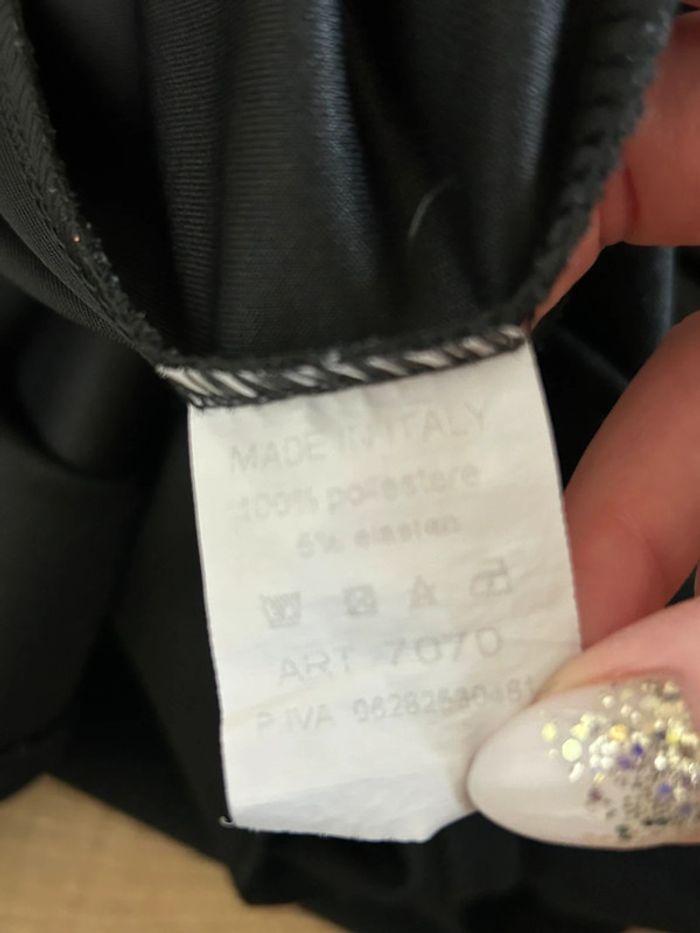 MADE IN ITALY
100% poliestere
5% elastan
ART 7070
P.IVA